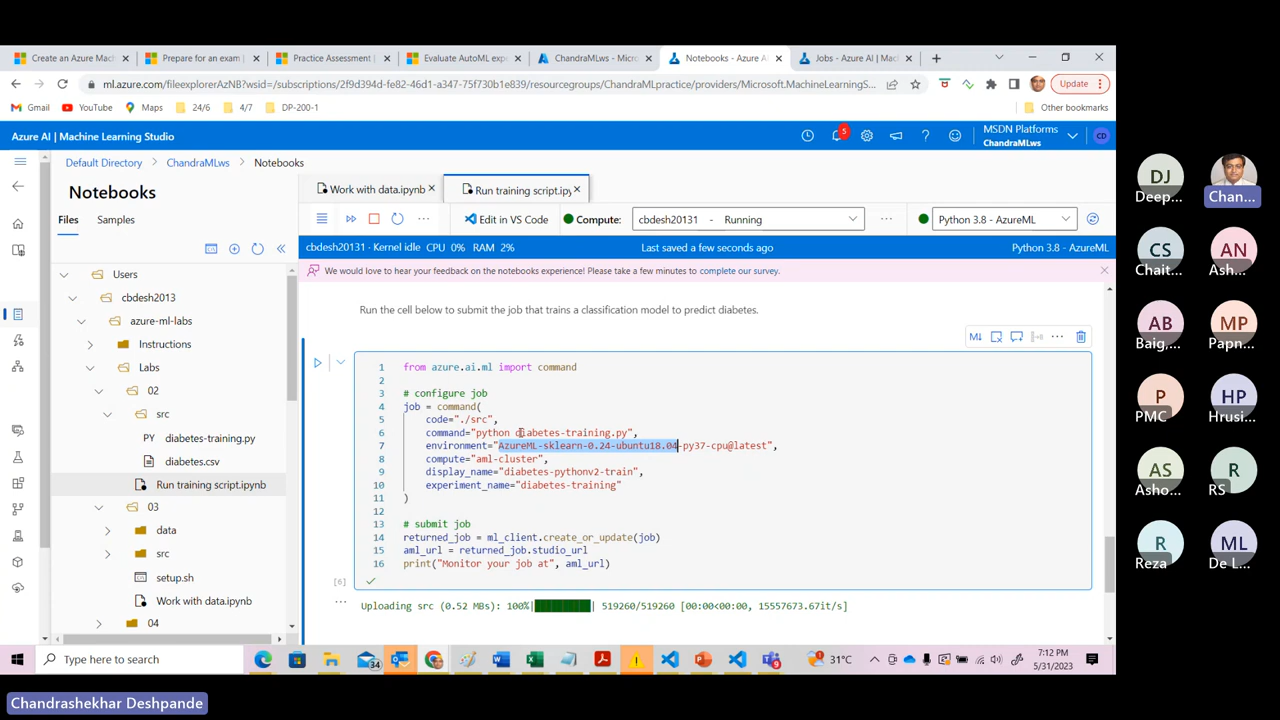 Create an Azure Mac
Prepare for an exam |
Practice Assessment |
Evaluate AutoML exp
ChandraMLws - Micros
Notebooks - Azure AI
Jobs - Azure AI | Mac
ml.azure.com/fileexplorerAzNB?wsid=/subscriptions/2f9d394d-fe82-46d1-a347-75f730b1e839/resourcegroups/ChandraMLpractice/providers/Microsoft.MachineLearningS...
Update
Gmail
YouTube
Maps
24/6
4/7
DP-200-1
Other bookmarks
Azure AI | Machine Learning Studio
5
MSDN Platforms
ChandraMLws
CD
Default Directory > ChandraMLws > Notebooks
Notebooks
Files
Samples
Work with data.ipynb
Run training script.ipy
Edit in VS Code
Compute:
cbdesh20131 - Running
Python 3.8 - AzureML
cbdesh20131 - Kernel idle CPU 0% RAM 2%
Last saved a few seconds ago
Python 3.8 - AzureML
We would love to hear your feedback on the notebooks experience! Please take a few minutes to complete our survey.
Users
cbdesh2013
azure-ml-labs
Instructions
Labs
02
src
PY diabetes-training.py
diabetes.csv
Run training script.ipynb
03
data
src
setup.sh
Work with data.ipynb
04
Run the cell below to submit the job that trains a classification model to predict diabetes.
M↓
1 from azure.ai.ml import command
2
3 # configure job
4 job = command(
5 code="./src",
6 command="python diabetes-training.py",
7 environment="AzureML-sklearn-0.24-ubuntu18.04-py37-cpu@latest",
8 compute="aml-cluster",
9 display_name="diabetes-pythonv2-train",
10 experiment_name="diabetes-training"
11 )
12
13 # submit job
14 returned_job = ml_client.create_or_update(job)
15 aml_url = returned_job.studio_url
16 print("Monitor your job at", aml_url)
[6]
Uploading src (0.52 MBs): 100%|██████████| 519260/519260 [00:00<00:00, 15557673.67it/s]
Type here to search
34
9
31°C
7:12 PM
5/31/2023
DJ
Deep...
Chan...
CS
Chait...
AN
Ash...
AB
Baig,...
MP
Papn...
P
PMC
HP
Hrusi...
AS
Asho...
R
RS
R
Reza
ML
De L...
Chandrashekhar Deshpande